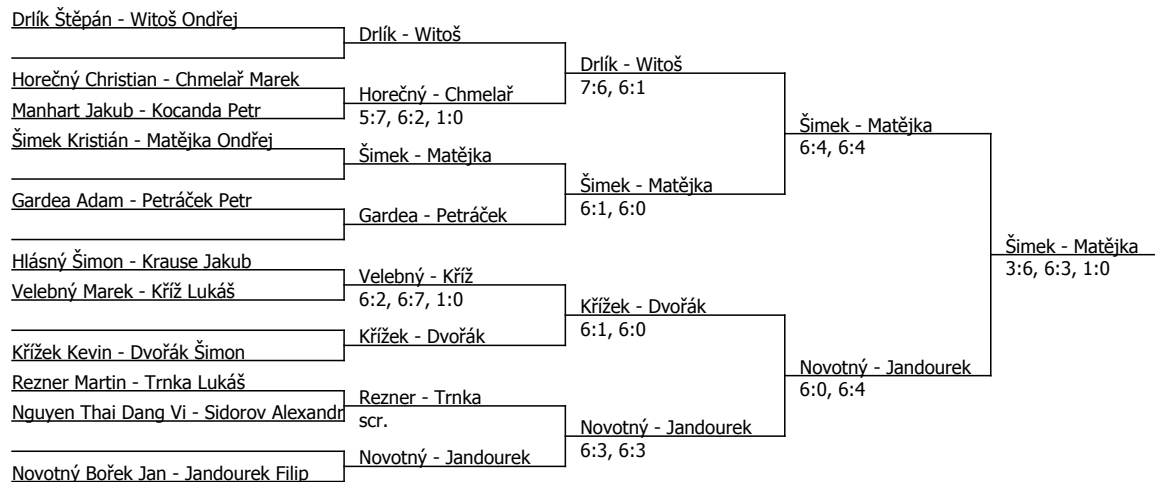 Drlík Štěpán - Witoš Ondřej
Horečný Christian - Chmelař Marek
Manhart Jakub - Kocanda Petr
Šimek Kristián - Matějka Ondřej
Gardea Adam - Petráček Petr
Hlásný Šimon - Krause Jakub
Velebný Marek - Kříž Lukáš
Křížek Kevin - Dvořák Šimon
Rezner Martin - Trnka Lukáš
Nguyen Thai Dang Vi - Sidorov Alexandr
Novotný Bořek Jan - Jandourek Filip
Drlík - Witoš
Horečný - Chmelař
5:7, 6:2, 1:0
Šimek - Matějka
Gardea - Petráček
Velebný - Kříž
6:2, 6:7, 1:0
Křížek - Dvořák
Rezner - Trnka
scr.
Novotný - Jandourek
Drlík - Witoš
7:6, 6:1
Šimek - Matějka
6:1, 6:0
Křížek - Dvořák
6:1, 6:0
Novotný - Jandourek
6:3, 6:3
Šimek - Matějka
6:4, 6:4
Novotný - Jandourek
6:0, 6:4
Šimek - Matějka
3:6, 6:3, 1:0